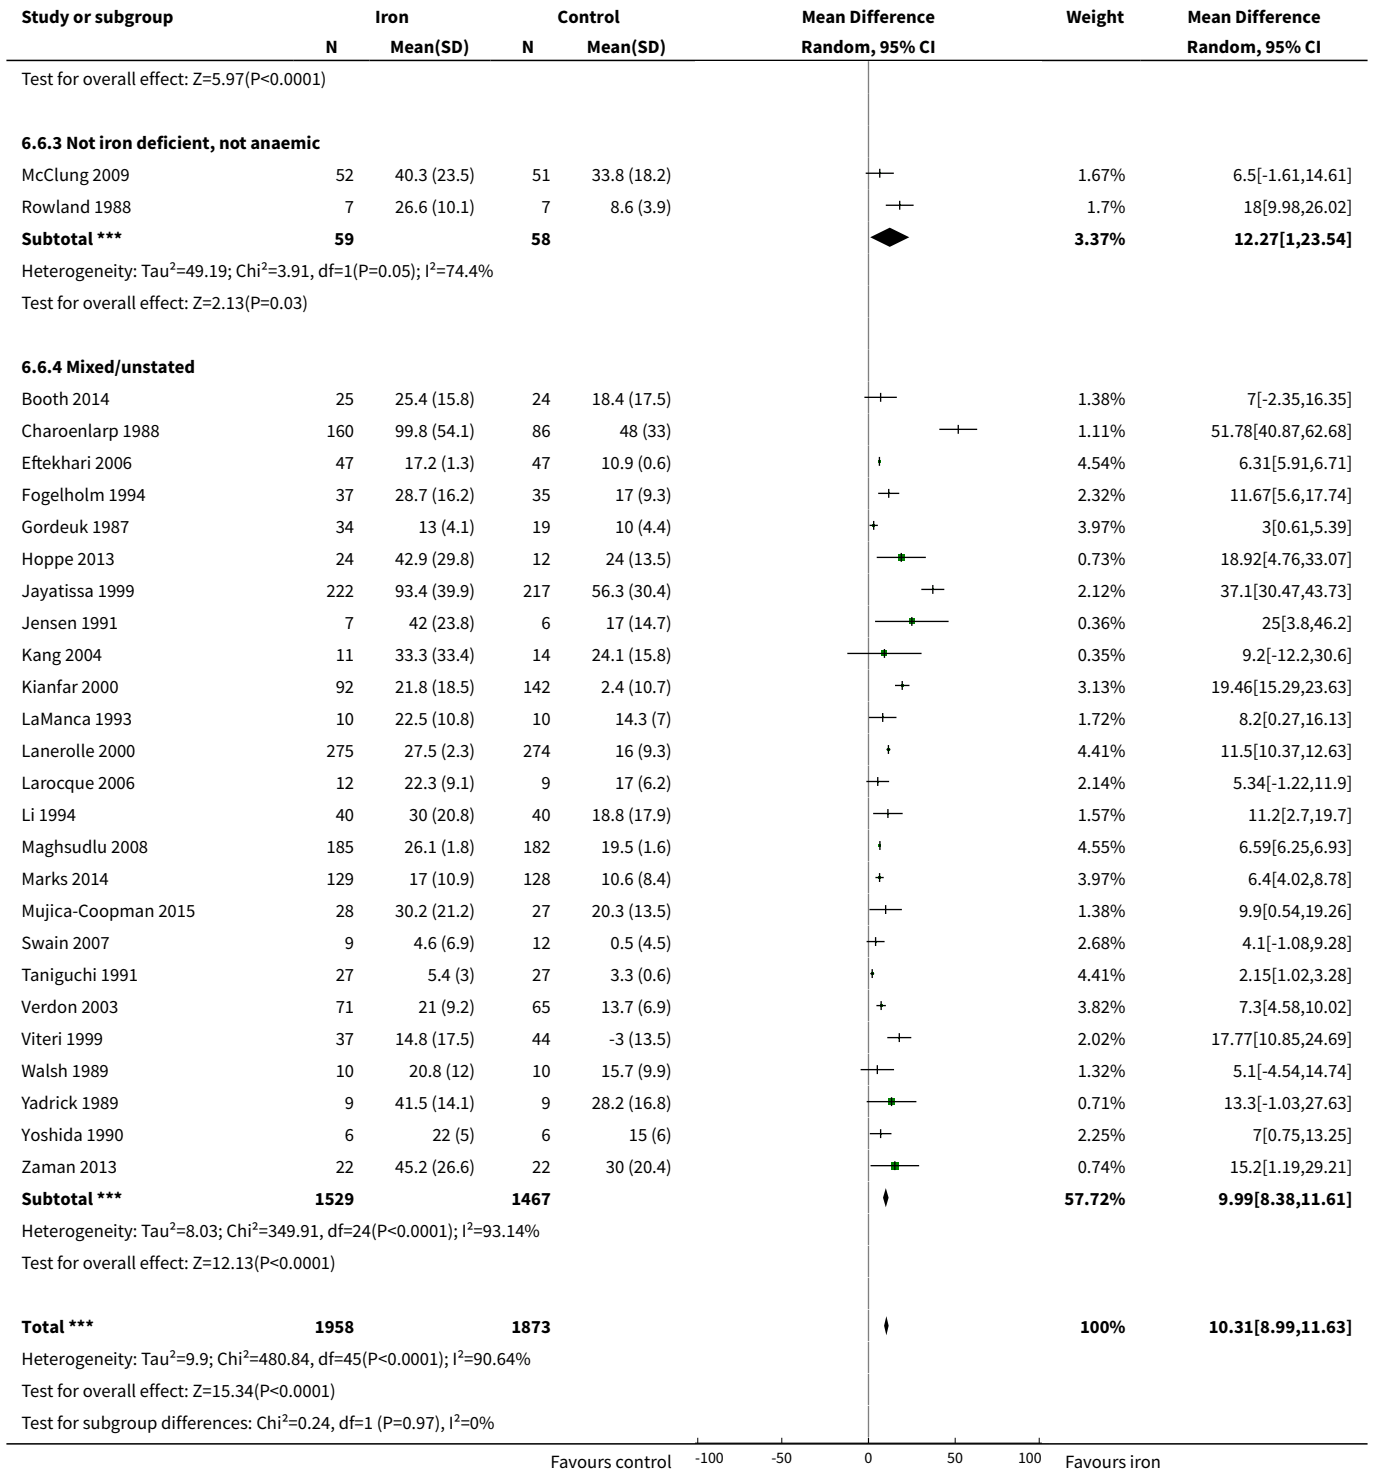 Study or subgroup Iron Control Mean Difference Weight Mean Difference
N Mean(SD) N Mean(SD) Random, 95% CI Random, 95% CI
Test for overall effect: Z=5.97(P<0.0001)
6.6.3 Not iron deficient, not anaemic
McClung 2009 52 40.3 (23.5) 51 33.8 (18.2) 1.67% 6.5[-1.61,14.61]
Rowland 1988 7 26.6 (10.1) 7 8.6 (3.9) 1.7% 18[9.98,26.02]
Subtotal *** 59 58 3.37% 12.27[1,23.54]
Heterogeneity: Tau²=49.19; Chi²=3.91, df=1(P=0.05); I²=74.4%
Test for overall effect: Z=2.13(P=0.03)
6.6.4 Mixed/unstated
Booth 2014 25 25.4 (15.8) 24 18.4 (17.5) 1.38% 7[-2.35,16.35]
Charoenlarp 1988 160 99.8 (54.1) 86 48 (33) 1.11% 51.78[40.87,62.68]
Eftekhari 2006 47 17.2 (1.3) 47 10.9 (0.6) 4.54% 6.31[5.91,6.71]
Fogelholm 1994 37 28.7 (16.2) 35 17 (9.3) 2.32% 11.67[5.6,17.74]
Gordeuk 1987 34 13 (4.1) 19 10 (4.4) 3.97% 3[0.61,5.39]
Hoppe 2013 24 42.9 (29.8) 12 24 (13.5) 0.73% 18.92[4.76,33.07]
Jayatissa 1999 222 93.4 (39.9) 217 56.3 (30.4) 2.12% 37.1[30.47,43.73]
Jensen 1991 7 42 (23.8) 6 17 (14.7) 0.36% 25[3.8,46.2]
Kang 2004 11 33.3 (33.4) 14 24.1 (15.8) 0.35% 9.2[-12.2,30.6]
Kianfar 2000 92 21.8 (18.5) 142 2.4 (10.7) 3.13% 19.46[15.29,23.63]
LaManca 1993 10 22.5 (10.8) 10 14.3 (7) 1.72% 8.2[0.27,16.13]
Lanerolle 2000 275 27.5 (2.3) 274 16 (9.3) 4.41% 11.5[10.37,12.63]
Larocque 2006 12 22.3 (9.1) 9 17 (6.2) 2.14% 5.34[-1.22,11.9]
Li 1994 40 30 (20.8) 40 18.8 (17.9) 1.57% 11.2[2.7,19.7]
Maghsudlu 2008 185 26.1 (1.8) 182 19.5 (1.6) 4.55% 6.59[6.25,6.93]
Marks 2014 129 17 (10.9) 128 10.6 (8.4) 3.97% 6.4[4.02,8.78]
Mujica-Coopman 2015 28 30.2 (21.2) 27 20.3 (13.5) 1.38% 9.9[0.54,19.26]
Swain 2007 9 4.6 (6.9) 12 0.5 (4.5) 2.68% 4.1[-1.08,9.28]
Taniguchi 1991 27 5.4 (3) 27 3.3 (0.6) 4.41% 2.15[1.02,3.28]
Verdon 2003 71 21 (9.2) 65 13.7 (6.9) 3.82% 7.3[4.58,10.02]
Viteri 1999 37 14.8 (17.5) 44 -3 (13.5) 2.02% 17.77[10.85,24.69]
Walsh 1989 10 20.8 (12) 10 15.7 (9.9) 1.32% 5.1[-4.54,14.74]
Yadrick 1989 9 41.5 (14.1) 9 28.2 (16.8) 0.71% 13.3[-1.03,27.63]
Yoshida 1990 6 22 (5) 6 15 (6) 2.25% 7[0.75,13.25]
Zaman 2013 22 45.2 (26.6) 22 30 (20.4) 0.74% 15.2[1.19,29.21]
Subtotal *** 1529 1467 57.72% 9.99[8.38,11.61]
Heterogeneity: Tau²=8.03; Chi²=349.91, df=24(P<0.0001); I²=93.14%
Test for overall effect: Z=12.13(P<0.0001)
Total *** 1958 1873 100% 10.31[8.99,11.63]
Heterogeneity: Tau²=9.9; Chi²=480.84, df=45(P<0.0001); I²=90.64%
Test for overall effect: Z=15.34(P<0.0001)
Test for subgroup differences: Chi²=0.24, df=1 (P=0.97), I²=0%
Favours control -100 -50 0 50 100 Favours iron